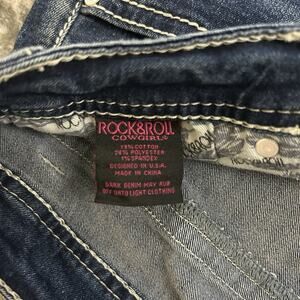 ROCK&ROLL
COWGIRL®
73% COTTON
26% POLYESTER
1% SPANDEX
DESIGNED IN U.S.A.
MADE IN CHINA
DARK DENIM MAY RUB
OFF ONTO LIGHT CLOTHING